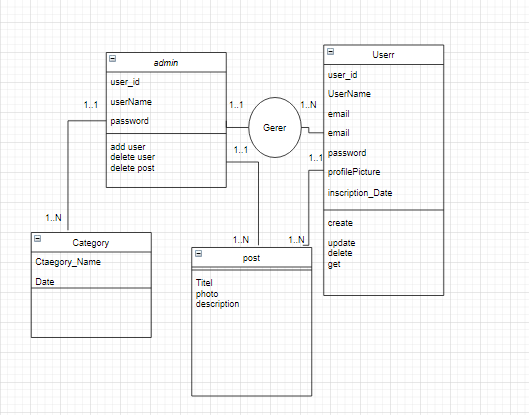 admin
user_id
userName
password
add user
delete user
delete post
1..1
1..1
Gerer
1..N
Userr
user_id
UserName
email
email
password
profilePicture
inscription_Date
create
update
delete
get
1..1
1..1
1..N
1..N
1..N
Category
Ctaegory_Name
Date
post
Titel
photo
description